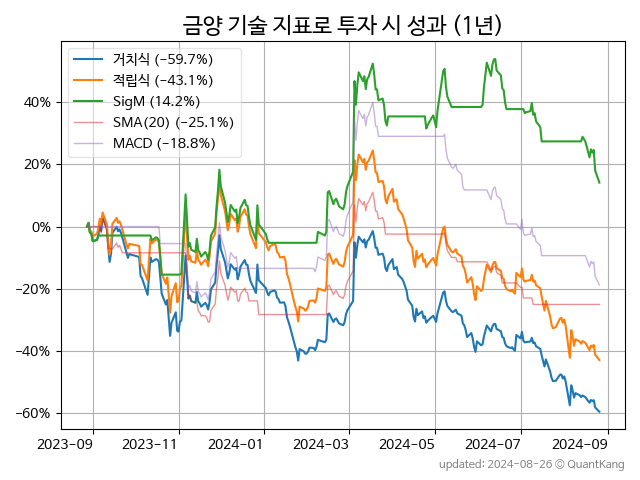 금양 기술 지표로 투자 시 성과 (1년)
거치식 (−59.7%)
적립식 (−43.1%)
SigM (14.2%)
SMA(20) (−25.1%)
MACD (−18.8%)
40%
20%
0%
−20%
−40%
−60%
2023-09 2023-11 2024-01 2024-03 2024-05 2024-07 2024-09
updated: 2024-08-26 © QuantKang